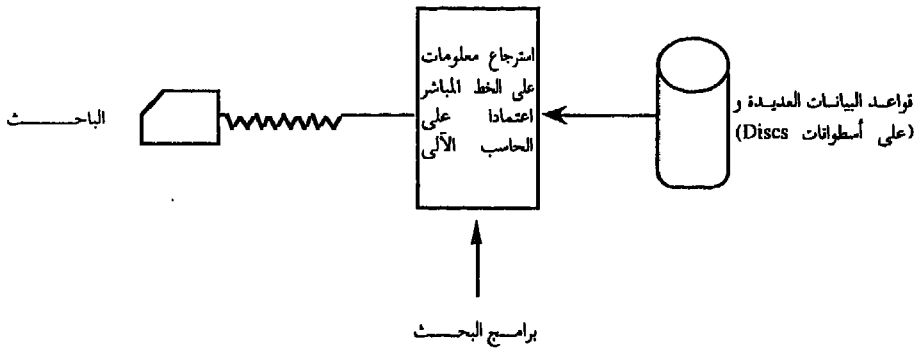 قواعد البيانات العديدة و
(على أسطوانات Discs)
استرجاع معلومات
على الخط المباشر
اعتمادا على
الحاسب الآلى
الباحث
برامج البحث